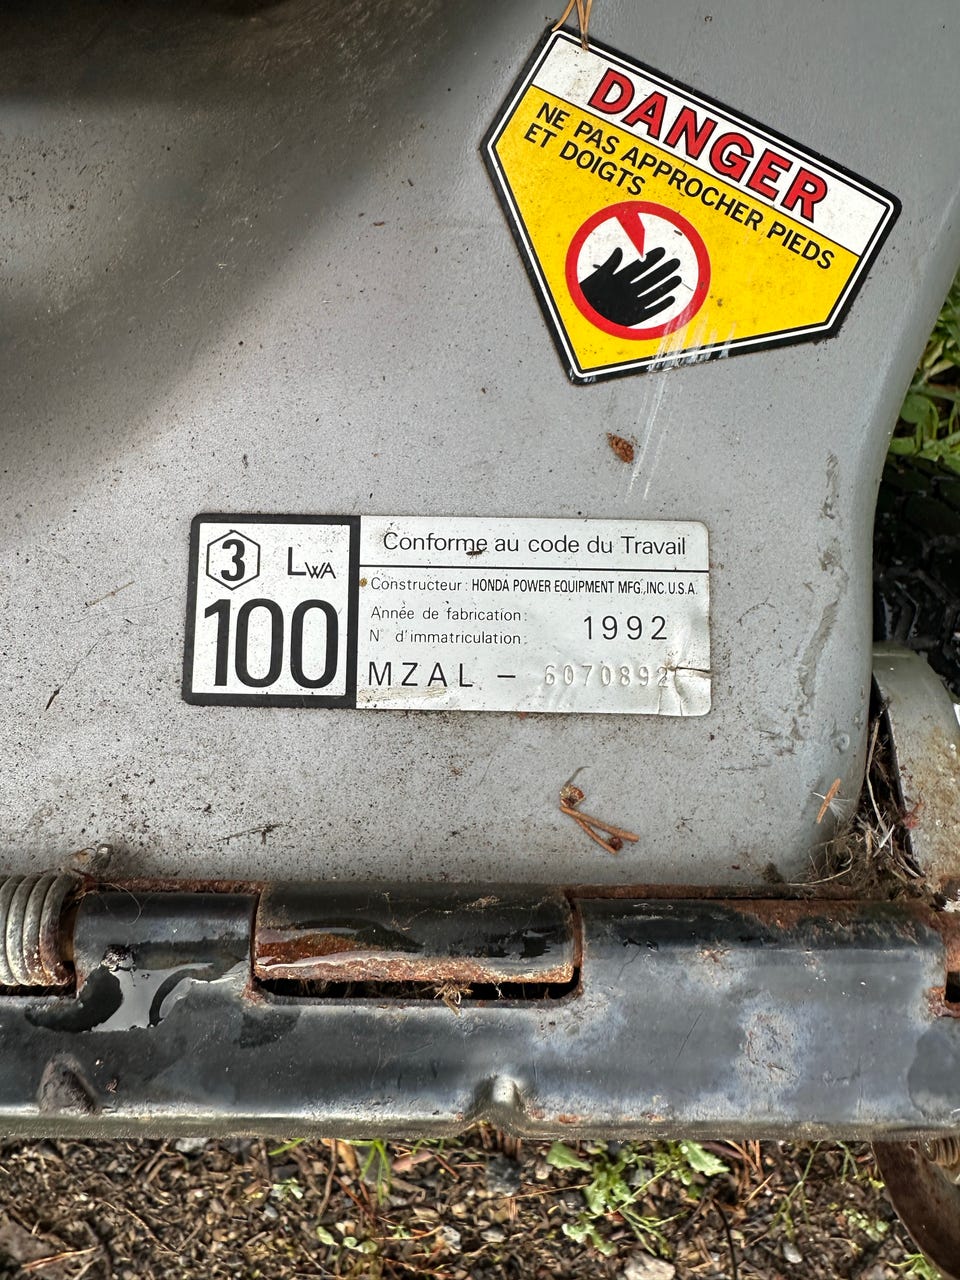 DANGER
NE PAS APPROCHER PIEDS
ET DOIGTS
3 LWA
100
Conforme au code du Travail
Constructeur : HONDA POWER EQUIPMENT MFG., INC. U.S.A.
Année de fabrication :
1992
N° d'immatriculation :
MZAL – 6070892